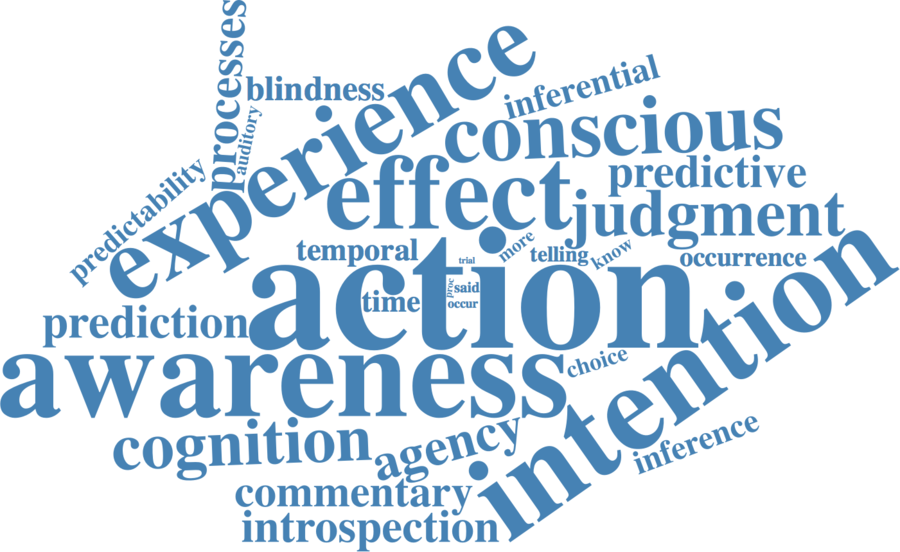 processes
blindness
experience
inferential
auditory
conscious
predictability
effect
predictive
judgment
temporal
more
telling
know
occurrence
trial
action
intention
proc
said
time
occur
prediction
awareness
choice
cognition
agency
inference
commentary
introspection